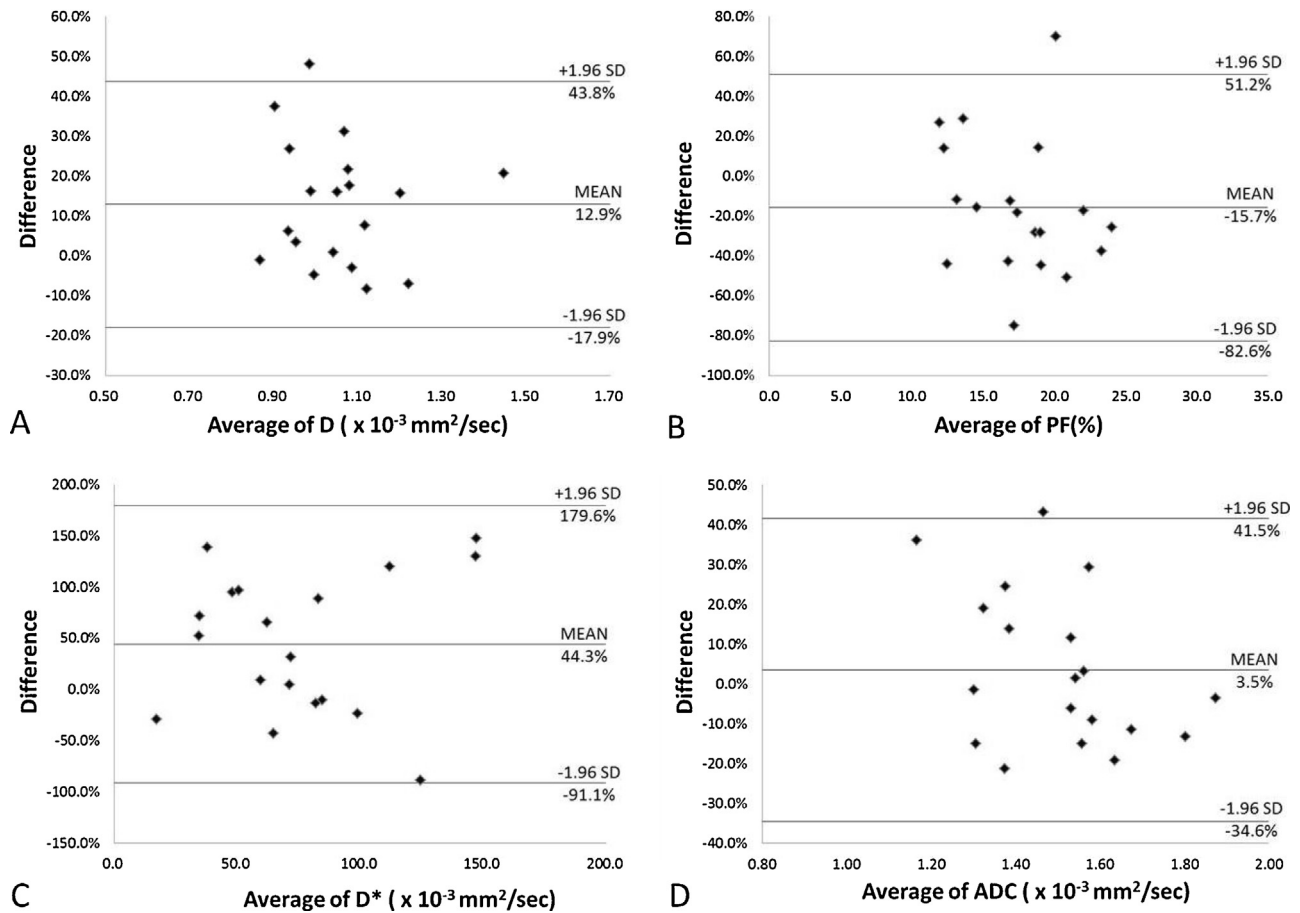 60.0%
50.0%
40.0%
30.0%
20.0%
10.0%
0.0%
-10.0%
-20.0%
-30.0%
Difference
+1.96 SD
43.8%
MEAN
12.9%
-1.96 SD
-17.9%
0.50 0.70 0.90 1.10 1.30 1.50 1.70
Average of D ( x 10-3 mm2/sec)
A
80.0%
60.0%
40.0%
20.0%
0.0%
-20.0%
-40.0%
-60.0%
-80.0%
-100.0%
Difference
+1.96 SD
51.2%
MEAN
-15.7%
-1.96 SD
-82.6%
0.0 5.0 10.0 15.0 20.0 25.0 30.0 35.0
Average of PF(%)
B
200.0%
150.0%
100.0%
50.0%
0.0%
-50.0%
-100.0%
-150.0%
Difference
+1.96 SD
179.6%
MEAN
44.3%
-1.96 SD
-91.1%
0.0 50.0 100.0 150.0 200.0
Average of D* ( x 10-3 mm2/sec)
C
50.0%
40.0%
30.0%
20.0%
10.0%
0.0%
-10.0%
-20.0%
-30.0%
-40.0%
Difference
+1.96 SD
41.5%
MEAN
3.5%
-1.96 SD
-34.6%
0.80 1.00 1.20 1.40 1.60 1.80 2.00
Average of ADC ( x 10-3 mm2/sec)
D